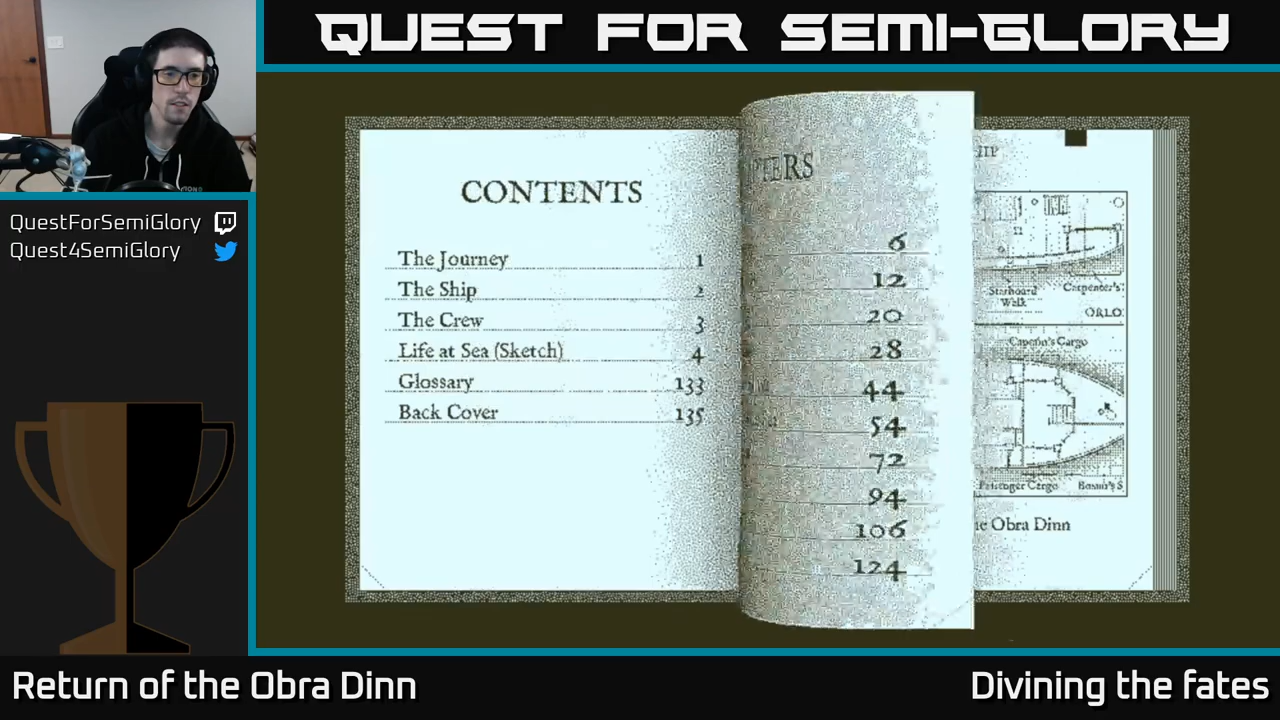 QUEST FOR SEMI-GLORY
QuestForSemiGlory
Quest4SemiGlory
CONTENTS
The Journey 1
The Ship 2
The Crew 3
Life at Sea (Sketch) 4
Glossary 133
Back Cover 135
6
12
20
28
44
54
72
94
106
124
Starboard
Walk
Carpenter's
Captain's Cargo
Passenger Cargo
Obra Dinn
Return of the Obra Dinn
Divining the fates